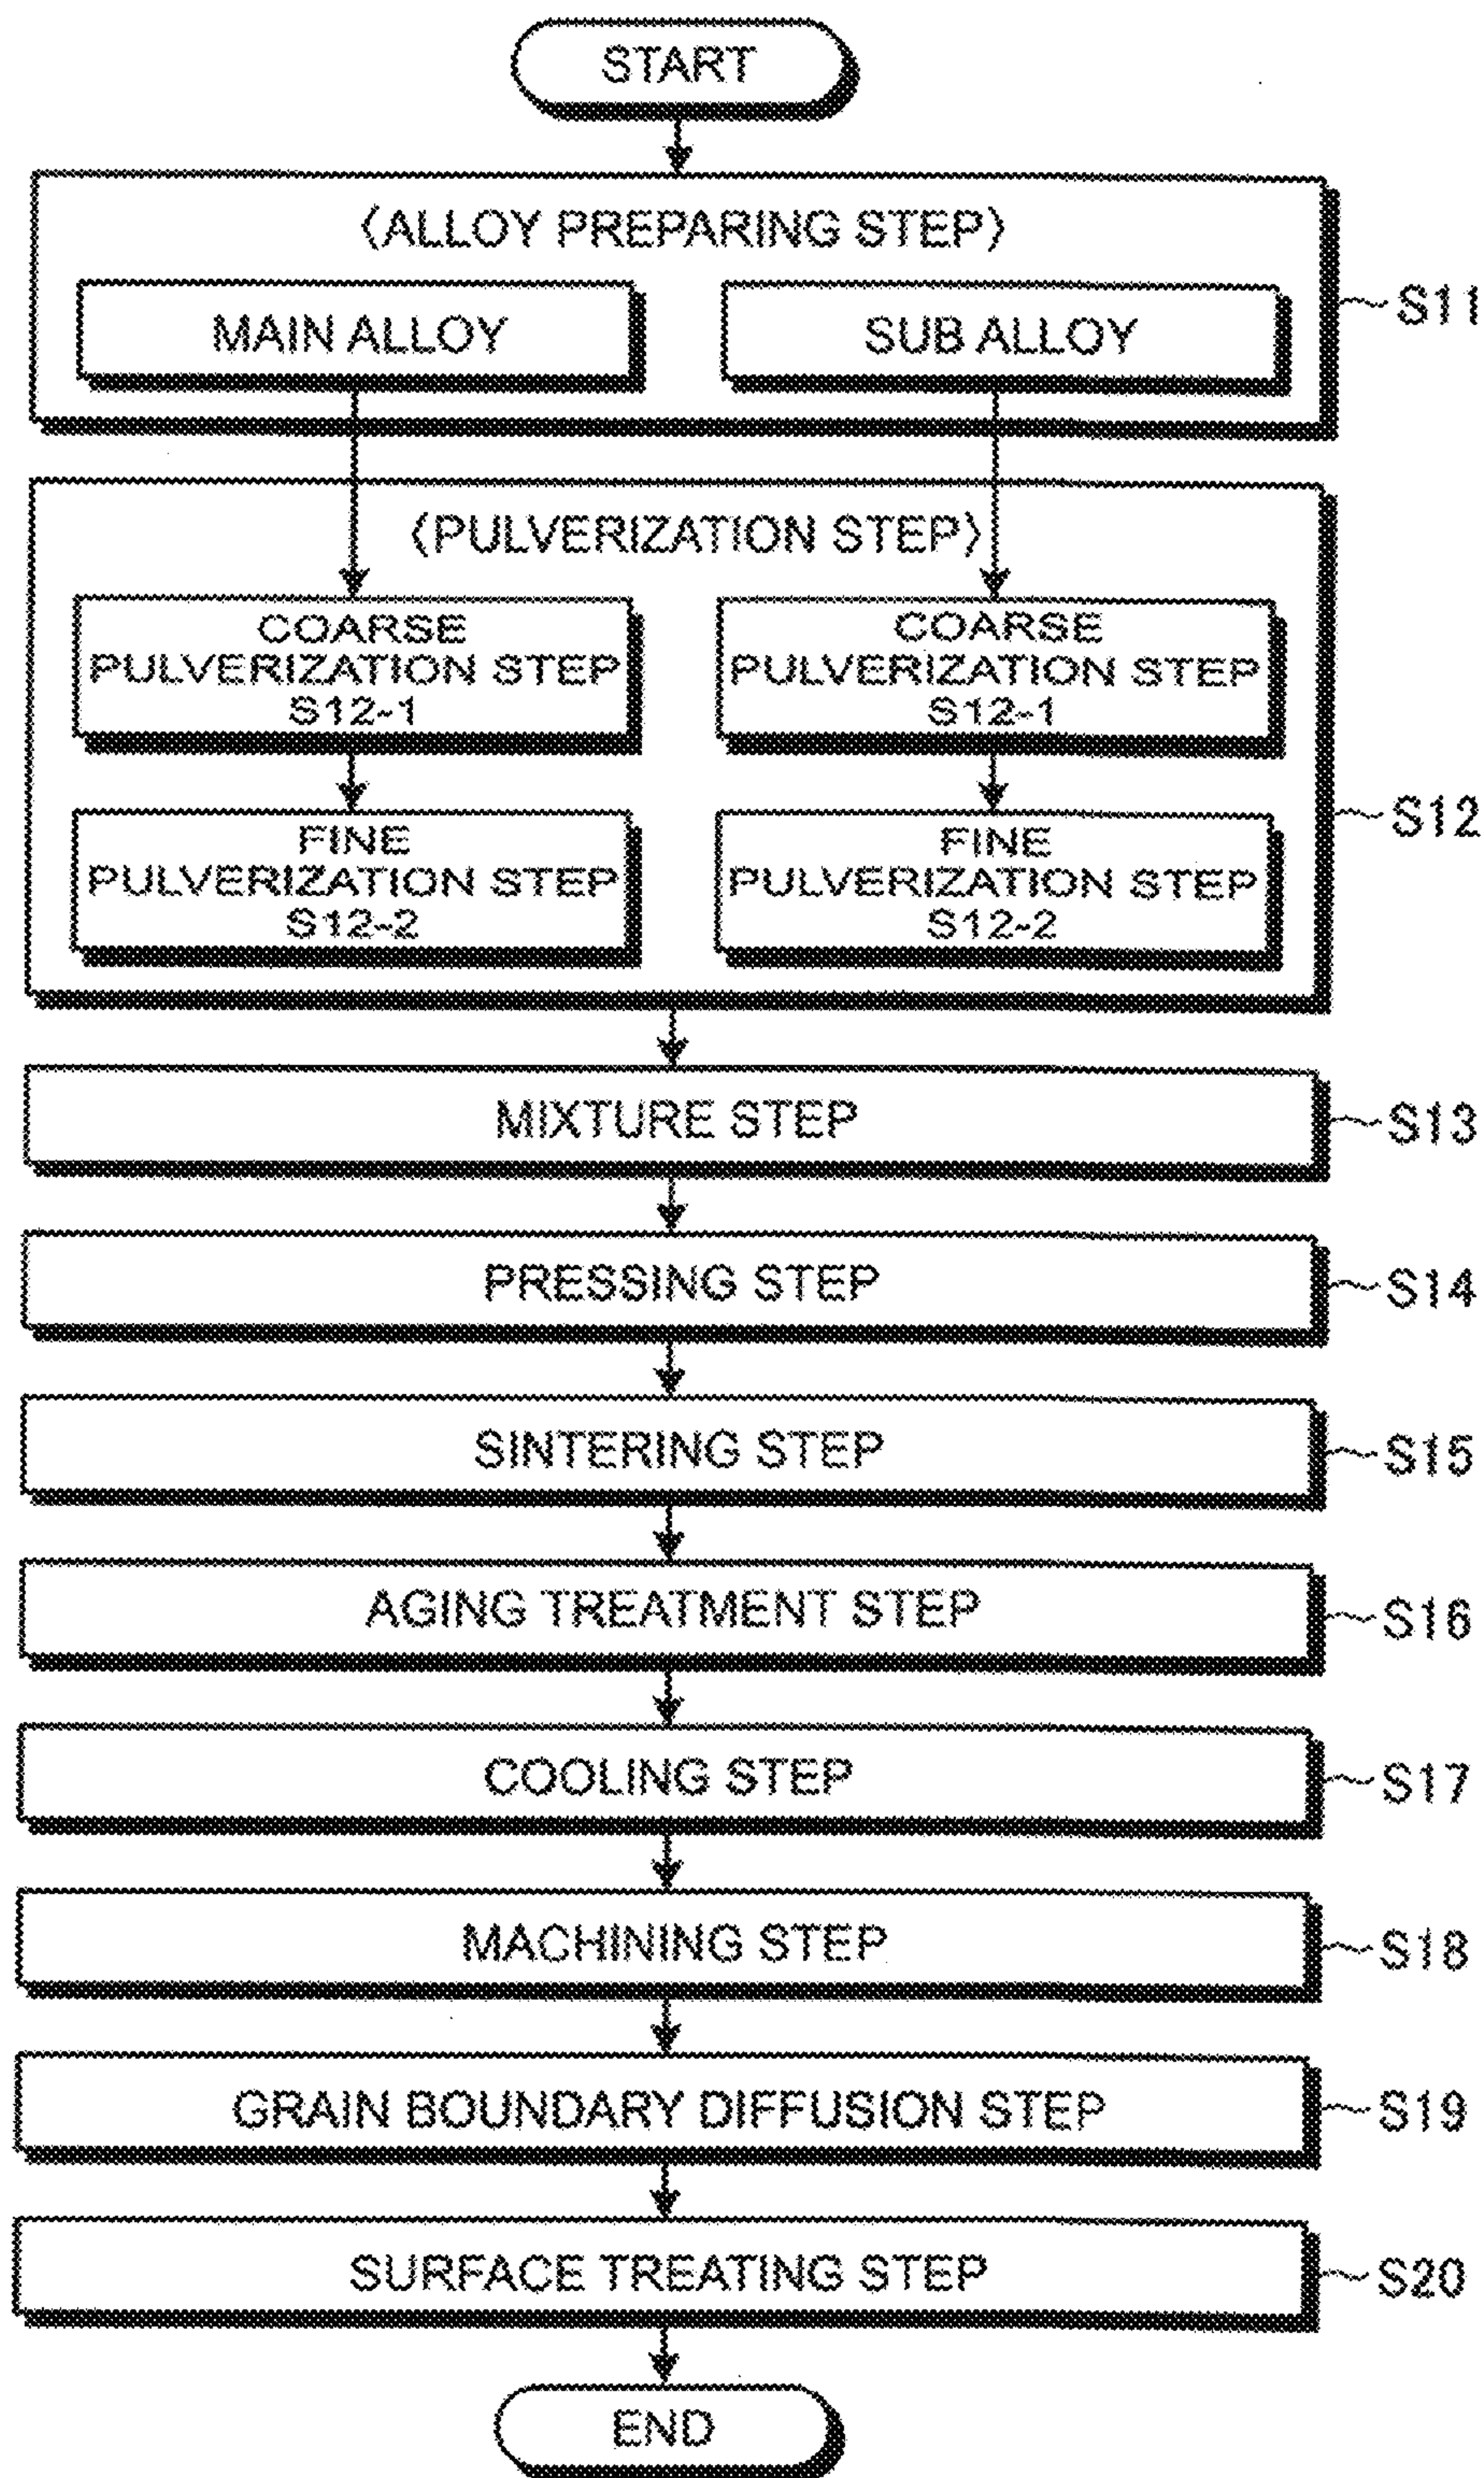 START
〈ALLOY PREPARING STEP〉
MAIN ALLOY
SUB ALLOY
S11
〈PULVERIZATION STEP〉
COARSE
PULVERIZATION STEP
S12-1
COARSE
PULVERIZATION STEP
S12-1
FINE
PULVERIZATION STEP
S12-2
FINE
PULVERIZATION STEP
S12-2
S12
MIXTURE STEP
S13
PRESSING STEP
S14
SINTERING STEP
S15
AGING TREATMENT STEP
S16
COOLING STEP
S17
MACHINING STEP
S18
GRAIN BOUNDARY DIFFUSION STEP
S19
SURFACE TREATING STEP
S20
END